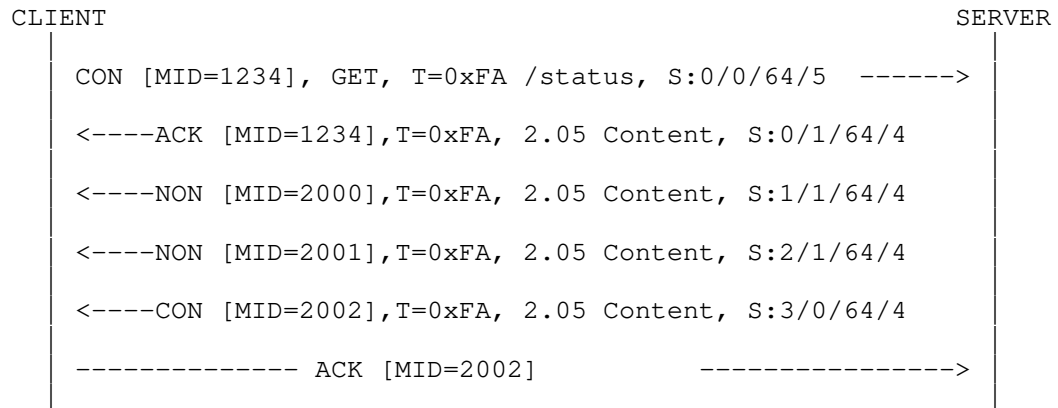 CLIENT SERVER
CON [MID=1234], GET, T=0xFA /status, S:0/0/64/5 ------>
<----ACK [MID=1234],T=0xFA, 2.05 Content, S:0/1/64/4
<----NON [MID=2000],T=0xFA, 2.05 Content, S:1/1/64/4
<----NON [MID=2001],T=0xFA, 2.05 Content, S:2/1/64/4
<----CON [MID=2002],T=0xFA, 2.05 Content, S:3/0/64/4
-------------- ACK [MID=2002] ---------------->